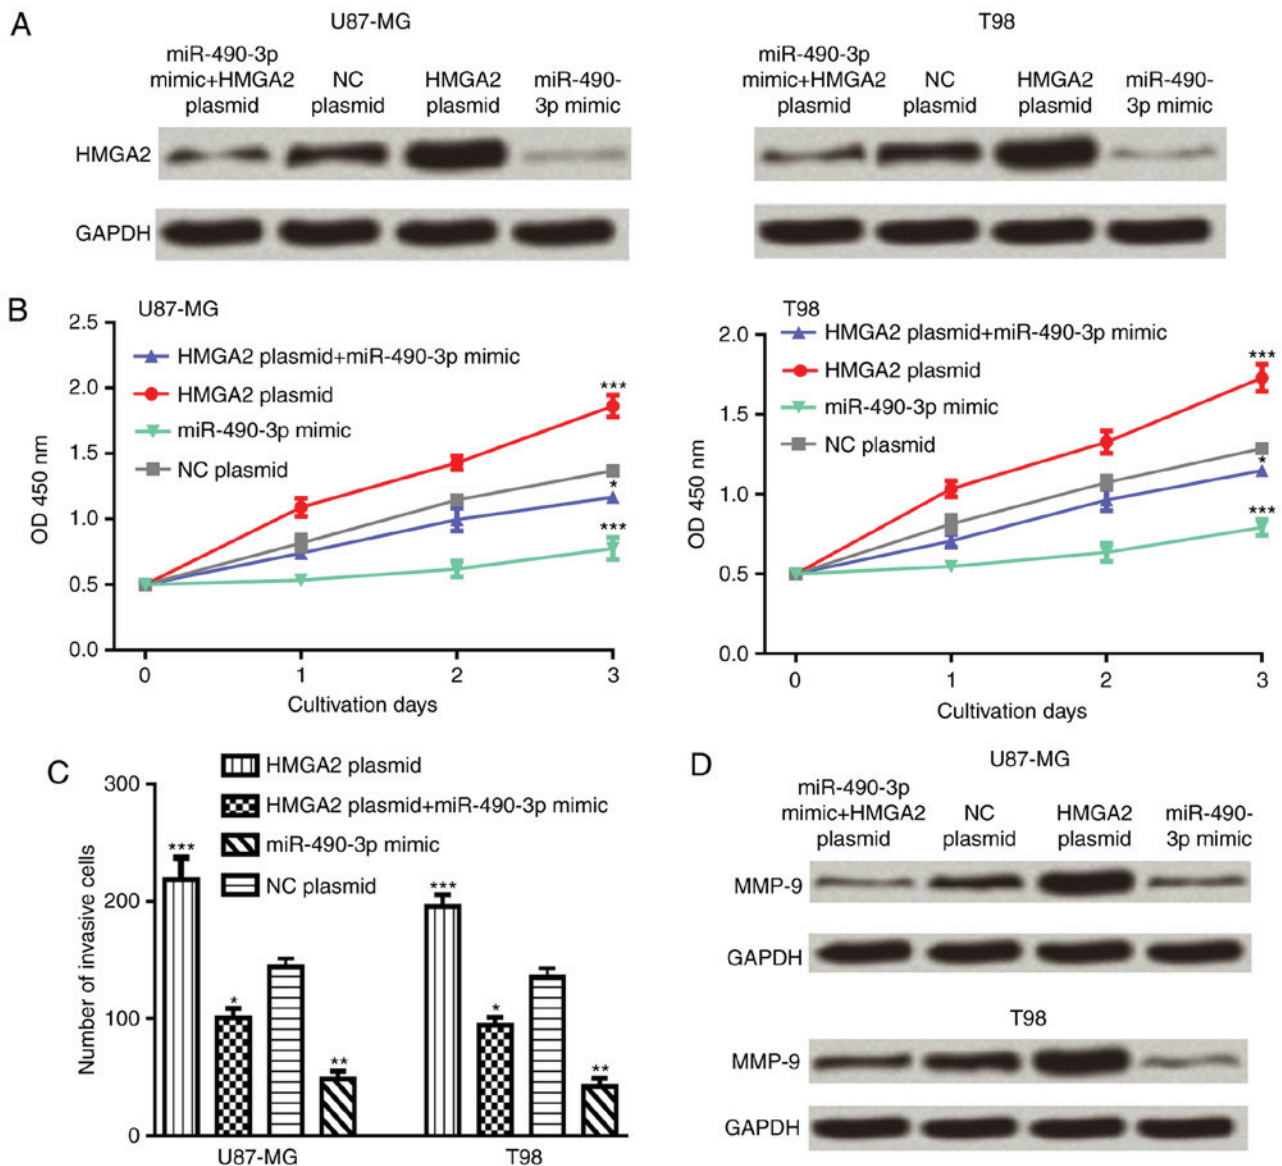 A
U87-MG
miR-490-3p
mimic+HMGA2
plasmid
NC
plasmid
HMGA2
plasmid
miR-490-
3p mimic
HMGA2
GAPDH
T98
miR-490-3p
mimic+HMGA2
plasmid
NC
plasmid
HMGA2
plasmid
miR-490-
3p mimic
B
U87-MG
HMGA2 plasmid+miR-490-3p mimic
HMGA2 plasmid
miR-490-3p mimic
NC plasmid
OD 450 nm
2.5
2.0
1.5
1.0
0.5
0.0
***
*
***
0 1 2 3
Cultivation days
T98
HMGA2 plasmid+miR-490-3p mimic
HMGA2 plasmid
miR-490-3p mimic
NC plasmid
OD 450 nm
2.0
1.5
1.0
0.5
0.0
***
*
***
0 1 2 3
Cultivation days
C
HMGA2 plasmid
HMGA2 plasmid+miR-490-3p mimic
miR-490-3p mimic
NC plasmid
Number of invasive cells
300
200
100
0
***
*
**
***
*
**
U87-MG T98
D
U87-MG
miR-490-3p
mimic+HMGA2
plasmid
NC
plasmid
HMGA2
plasmid
miR-490-
3p mimic
MMP-9
GAPDH
T98
MMP-9
GAPDH